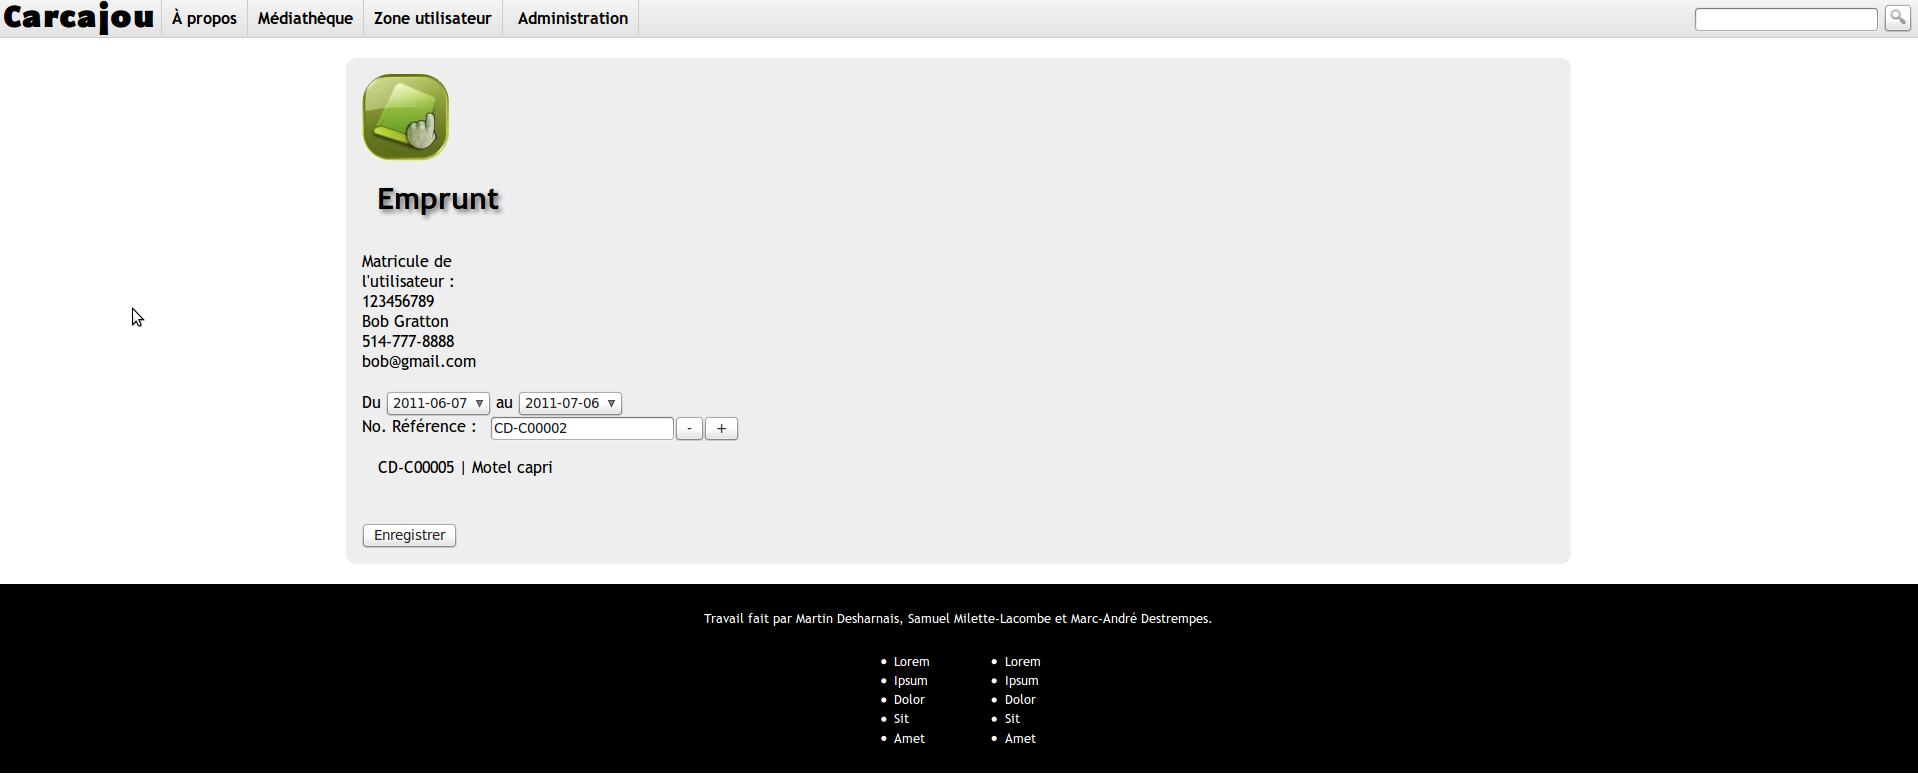 Carcajou À propos Médiathèque Zone utilisateur Administration
Emprunt
Matricule de
l'utilisateur :
123456789
Bob Gratton
514-777-8888
bob@gmail.com
Du 2011-06-07 au 2011-07-06
No. Référence : CD-C00002 - +
CD-C00005 | Motel capri
Enregistrer
Travail fait par Martin Desharnais, Samuel Milette-Lacombe et Marc-André Destrempes.
• Lorem • Lorem
• Ipsum • Ipsum
• Dolor • Dolor
• Sit • Sit
• Amet • Amet